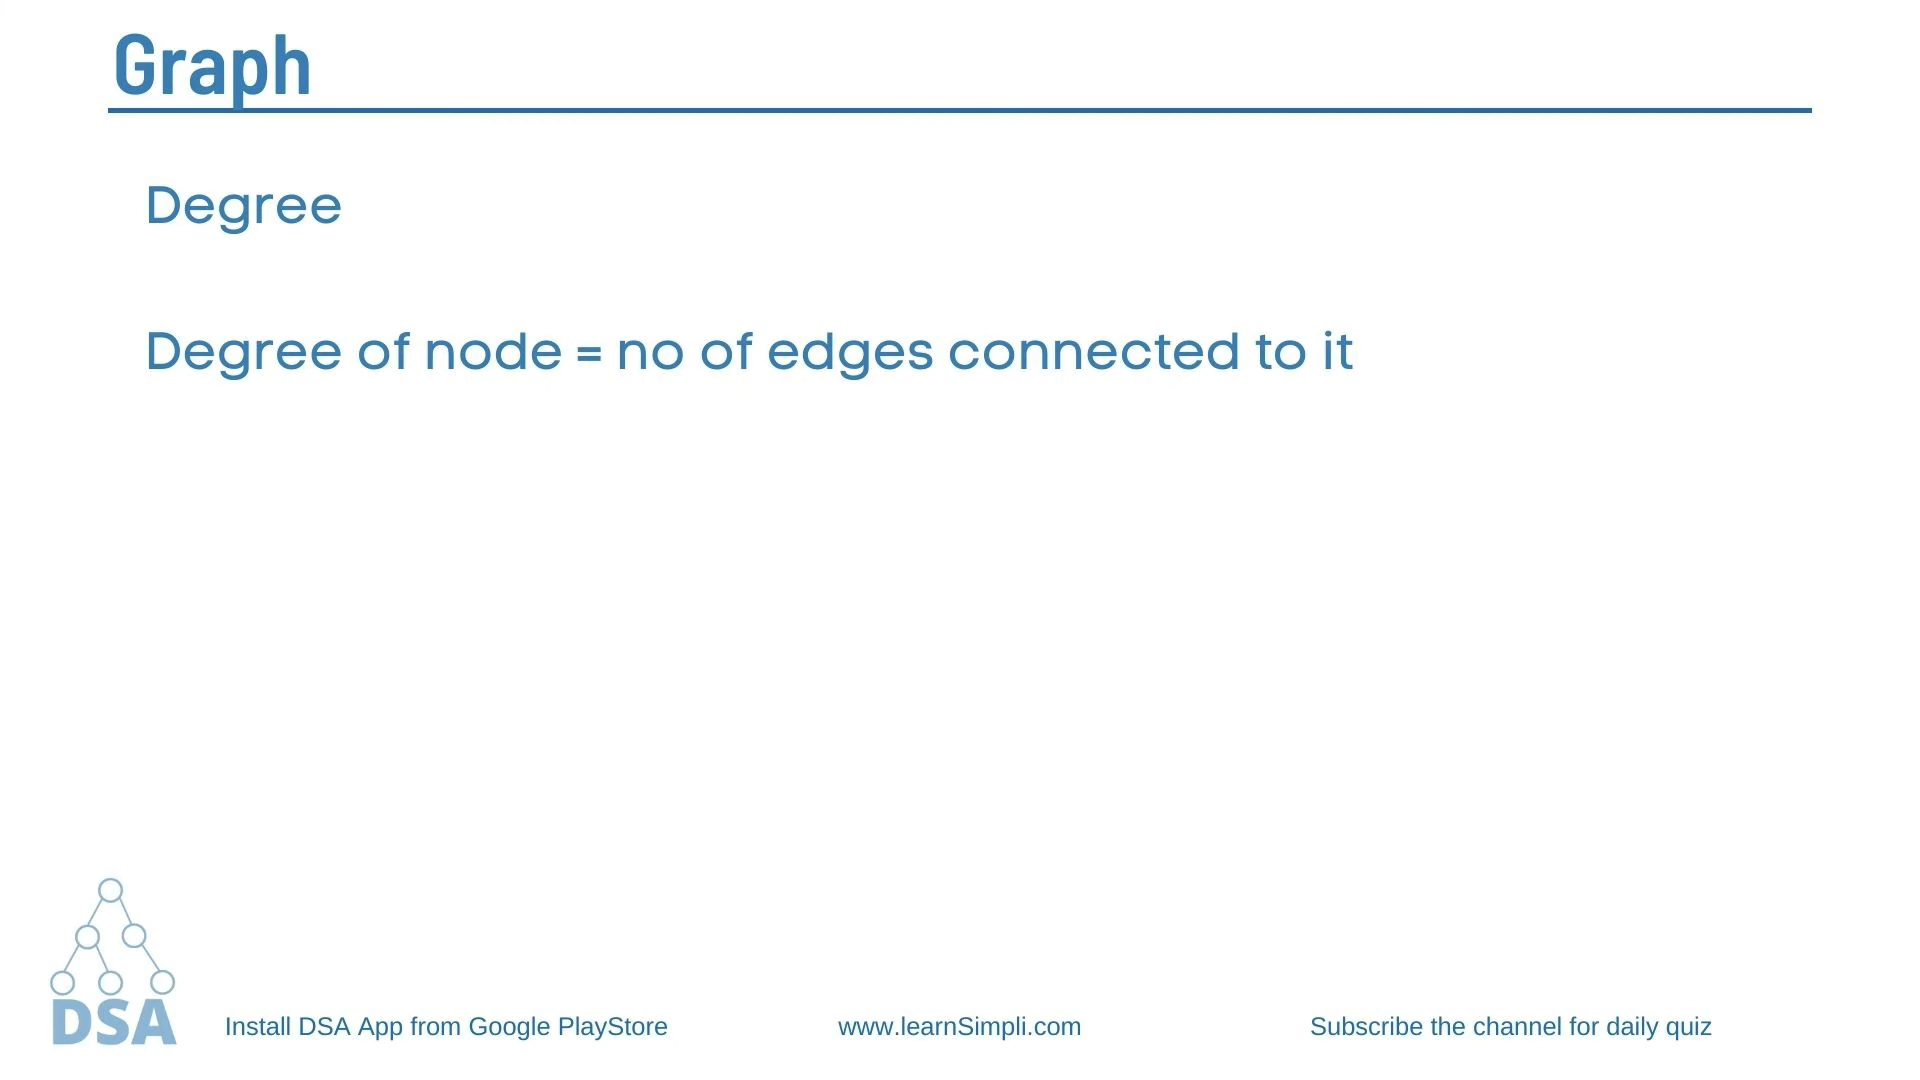 Graph
Degree
Degree of node = no of edges connected to it
DSA
Install DSA App from Google PlayStore
www.learnSimpli.com
Subscribe the channel for daily quiz